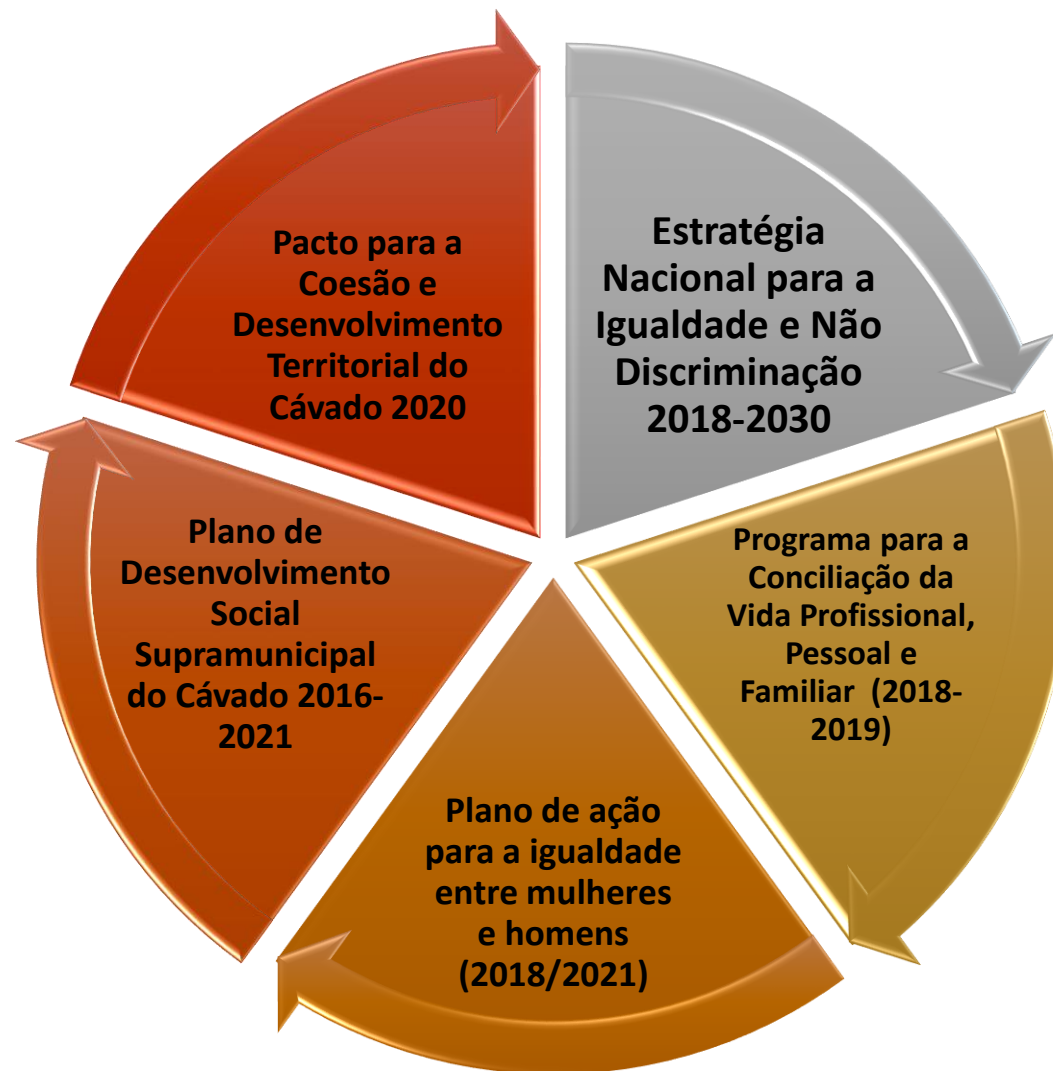 Estratégia
Nacional para a
Igualdade e Não
Discriminação
2018-2030
Programa para a
Conciliação da
Vida Profissional,
Pessoal e
Familiar (2018-
2019)
Plano de ação
para a igualdade
entre mulheres
e homens
(2018/2021)
Plano de
Desenvolvimento
Social
Supramunicipal
do Cávado 2016-
2021
Pacto para a
Coesão e
Desenvolvimento
Territorial do
Cávado 2020